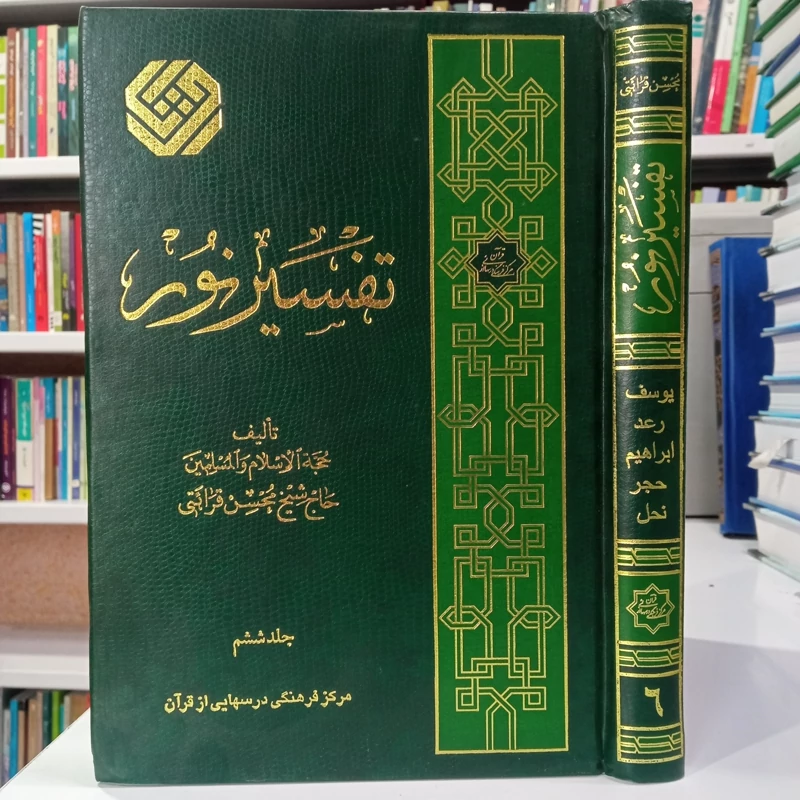 تفسیر نور
تألیف
حجة الاسلام والمسلمین
حاج شیخ محسن قرائتی
جلد ششم
مرکز فرهنگی درسهایی از قرآن
محسن قرائتی
تفسیر نور
یوسف
رعد
ابراهیم
حجر
نحل
۶